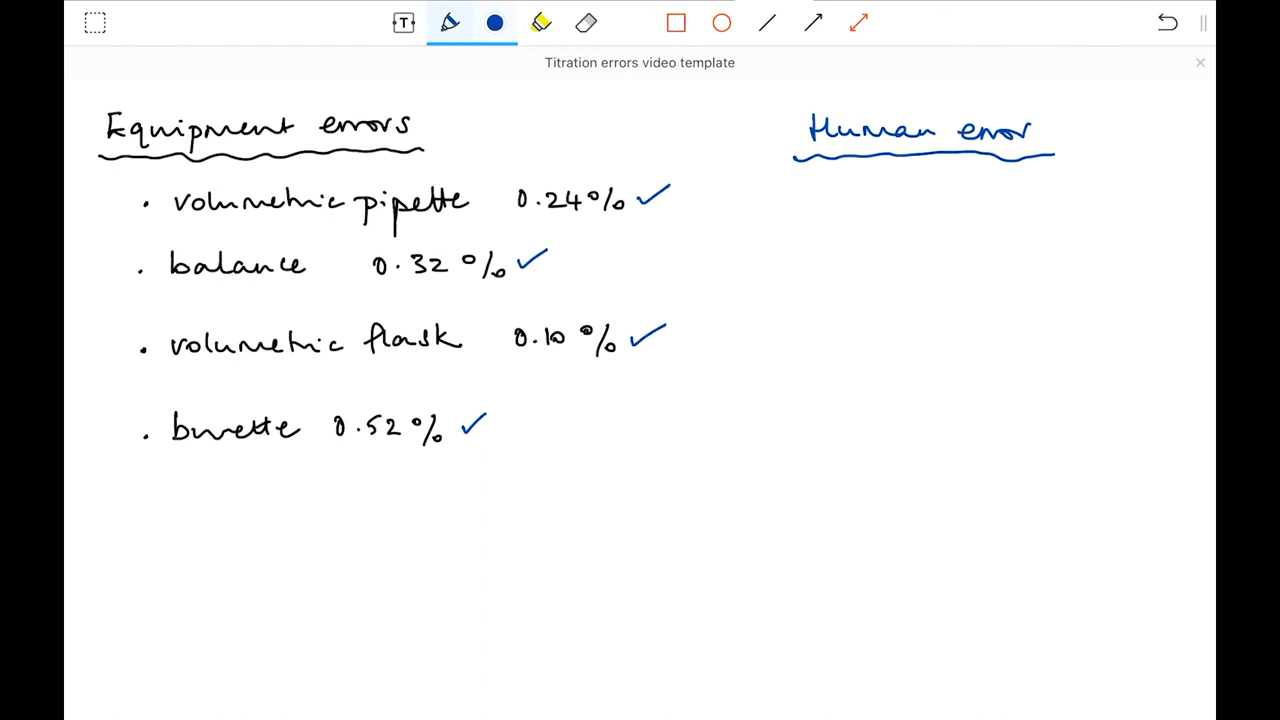 T
Titration errors video template
Equipment errors
Human error
• volumetric pipette 0.24% ✓
• balance 0.32% ✓
• volumetric flask 0.10% ✓
• burette 0.52% ✓